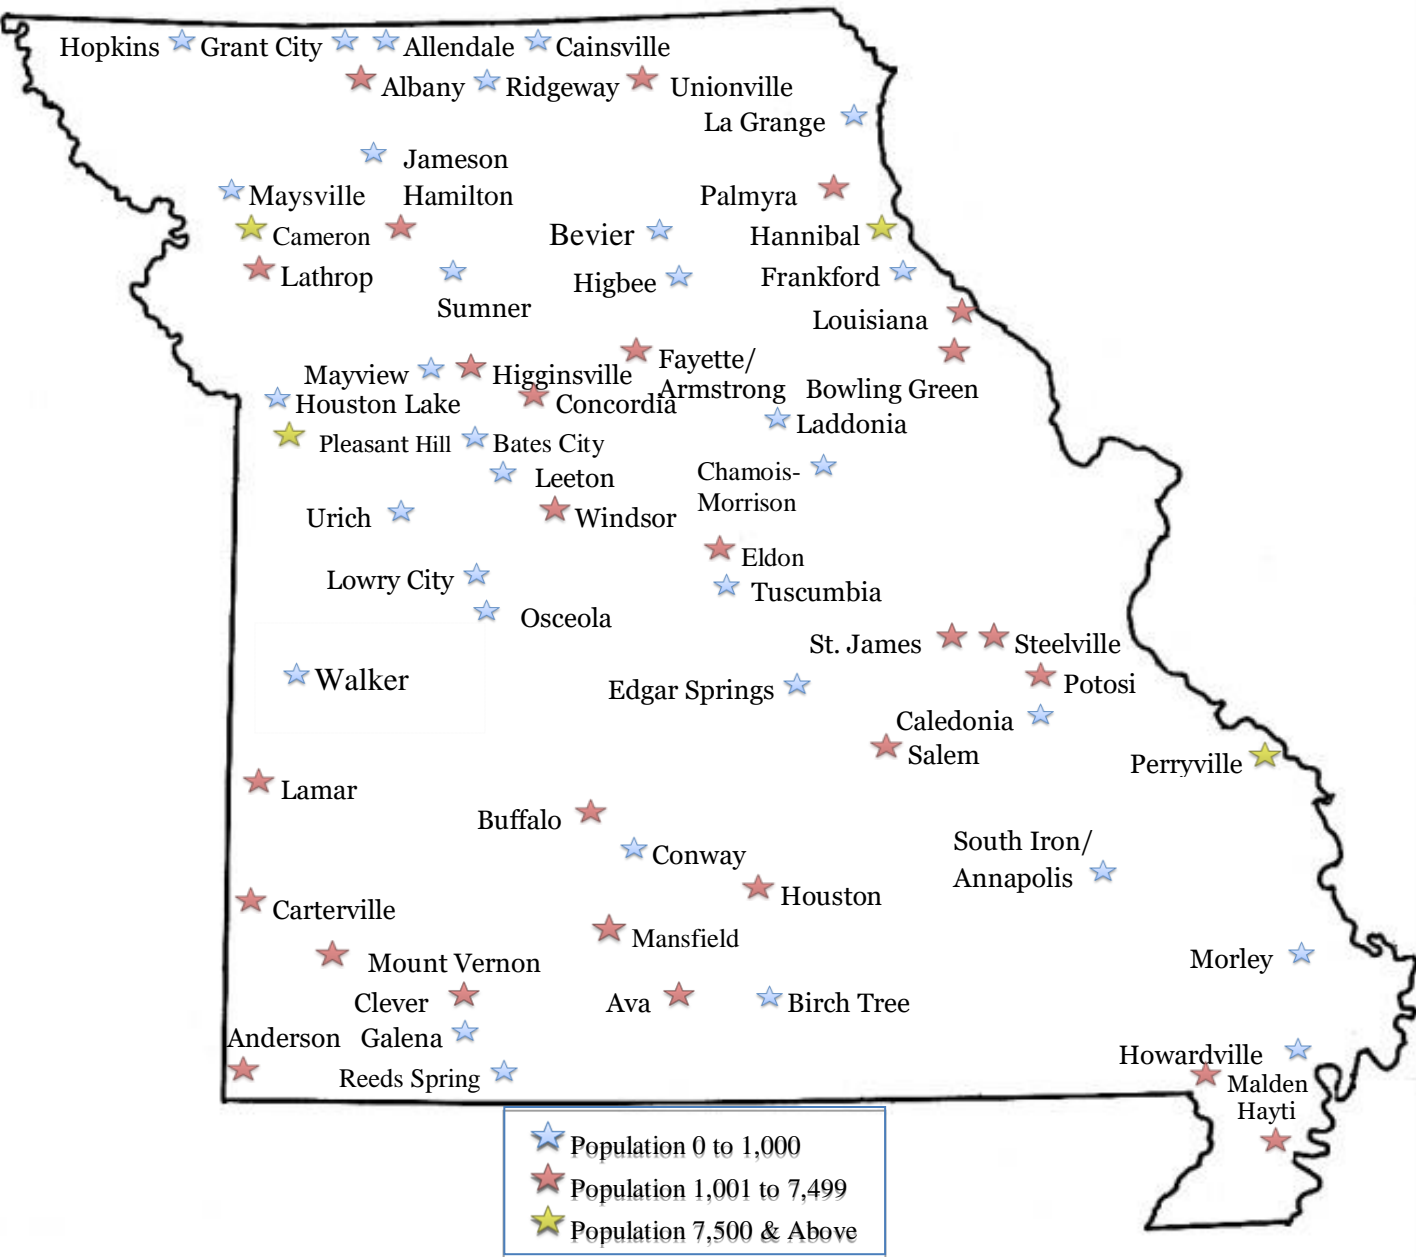 Hopkins Grant City Allendale Cainsville
Albany Ridgeway Unionville
La Grange
Jameson
Maysville Hamilton Palmyra
Cameron Bevier Hannibal
Lathrop Higbee Frankford
Sumner
Louisiana
Mayview Higginsville Fayette/
Armstrong Bowling Green
Houston Lake Concordia
Laddonia
Pleasant Hill Bates City
Leeton Chamois-
Morrison
Urich Windsor
Eldon
Lowry City Tuscumbia
Osceola
St. James Steelville
Walker Edgar Springs Potosi
Caledonia
Salem Perryville
Lamar
Buffalo
South Iron/
Conway
Annapolis
Houston
Carterville
Mansfield
Mount Vernon Morley
Clever Ava Birch Tree
Anderson Galena
Howardville
Reeds Spring Malden
Hayti
Population 0 to 1,000
Population 1,001 to 7,499
Population 7,500 & Above